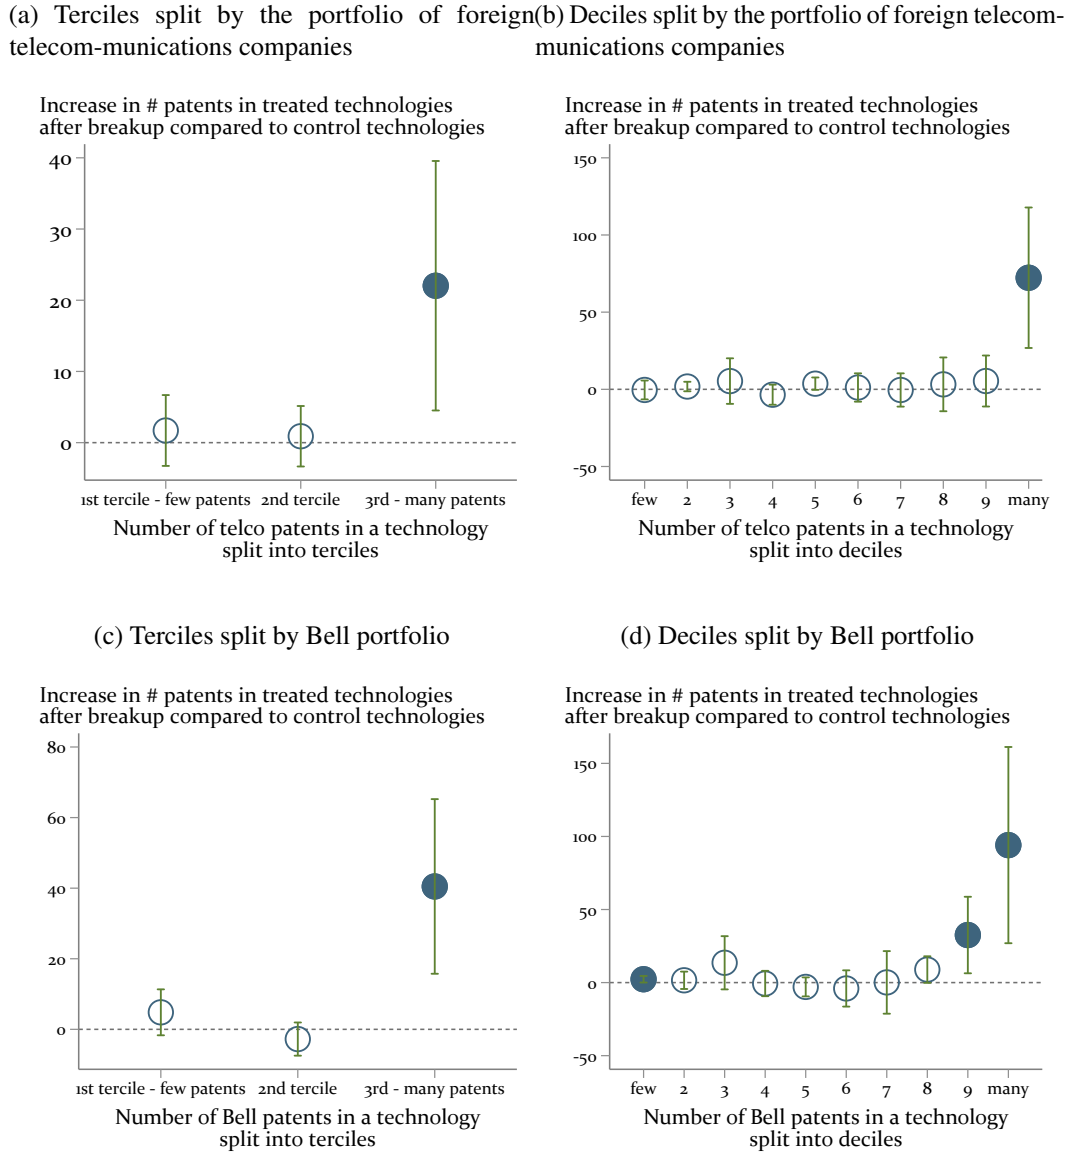 (a) Terciles split by the portfolio of foreign
telecom-munications companies
(b) Deciles split by the portfolio of foreign telecom-
munications companies
Increase in # patents in treated technologies
after breakup compared to control technologies
40
30
20
10
0
1st tercile - few patents 2nd tercile 3rd - many patents
Number of telco patents in a technology
split into terciles
Increase in # patents in treated technologies
after breakup compared to control technologies
150
100
50
0
-50
few 2 3 4 5 6 7 8 9 many
Number of telco patents in a technology
split into deciles
(c) Terciles split by Bell portfolio
Increase in # patents in treated technologies
after breakup compared to control technologies
80
60
40
20
0
1st tercile - few patents 2nd tercile 3rd - many patents
Number of Bell patents in a technology
split into terciles
(d) Deciles split by Bell portfolio
Increase in # patents in treated technologies
after breakup compared to control technologies
150
100
50
0
-50
few 2 3 4 5 6 7 8 9 many
Number of Bell patents in a technology
split into deciles